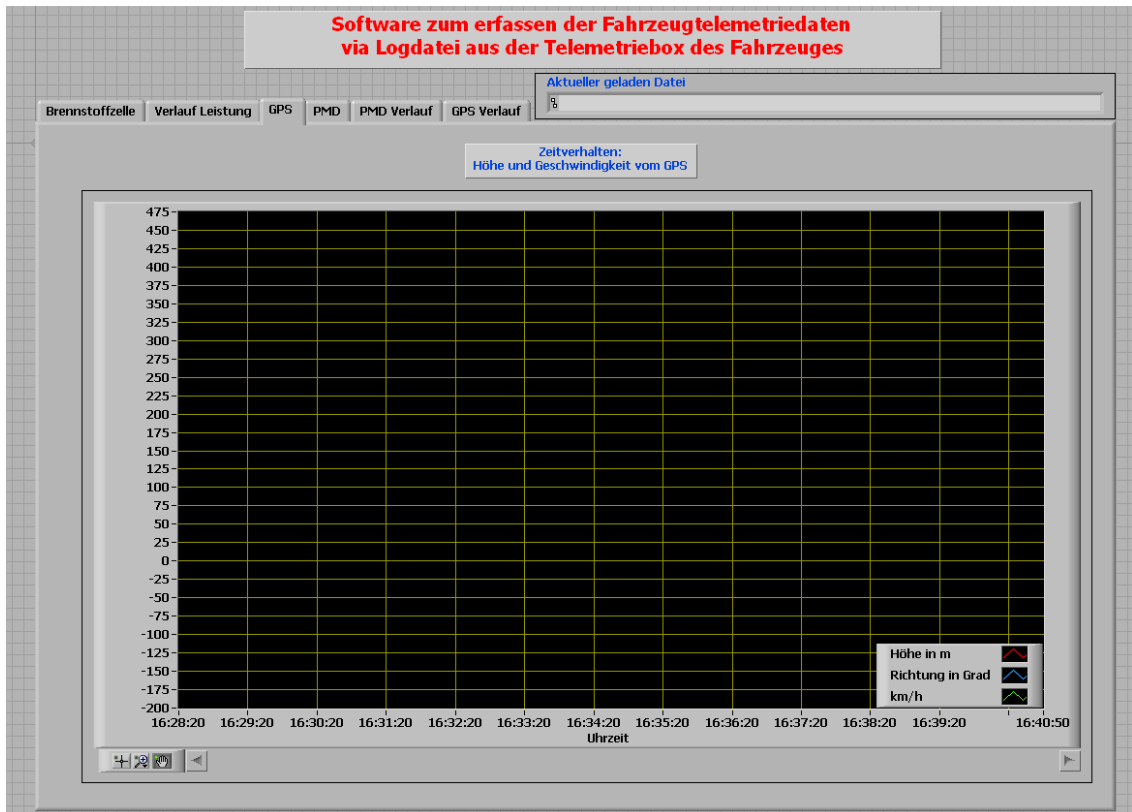 Software zum erfassen der Fahrzeugtelemetriedaten
via Logdatei aus der Telemetriebox des Fahrzeuges
Aktueller geladen Datei
Brennstoffzelle Verlauf Leistung GPS PMD PMD Verlauf GPS Verlauf
Zeitverhalten:
Höhe und Geschwindigkeit vom GPS
475
450
425
400
375
350
325
300
275
250
225
200
175
150
125
100
75
50
25
0
-25
-50
-75
-100
-125
-150
-175
-200
Höhe in m
Richtung in Grad
km/h
16:28:20 16:29:20 16:30:20 16:31:20 16:32:20 16:33:20 16:34:20 16:35:20 16:36:20 16:37:20 16:38:20 16:39:20 16:40:50
Uhrzeit